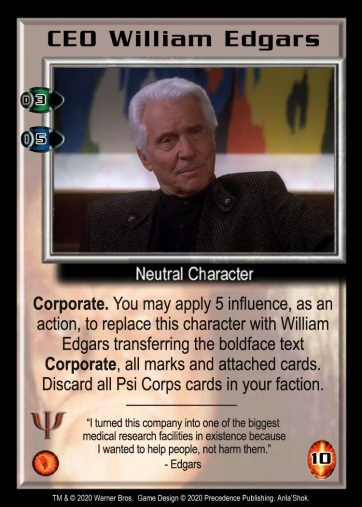 CEO William Edgars
3
5
Neutral Character
Corporate. You may apply 5 influence, as an
action, to replace this character with William
Edgars transferring the boldface text
Corporate, all marks and attached cards.
Discard all Psi Corps cards in your faction.
“I turned this company into one of the biggest
medical research facilities in existence because
I wanted to help people, not harm them.”
- Edgars
10
TM & © 2020 Warner Bros. Game Design © 2020 Precedence Publishing. Anla’Shok.